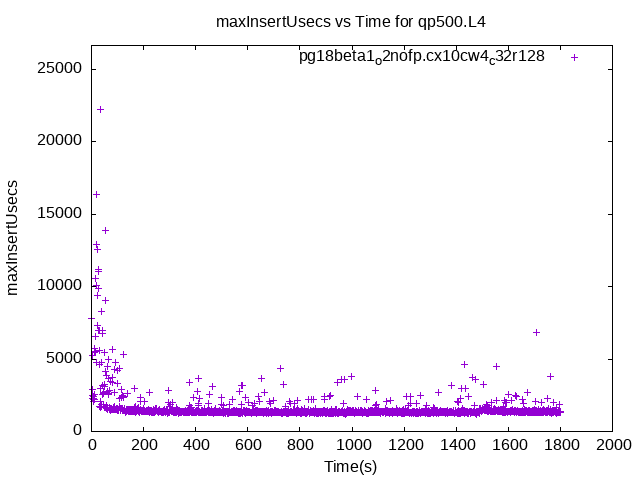 maxInsertUsecs vs Time for qp500.L4
pg18beta1o2nofp.cx10cw4c32r128
25000
20000
15000
10000
5000
0
maxInsertUsecs
0 200 400 600 800 1000 1200 1400 1600 1800 2000
Time(s)